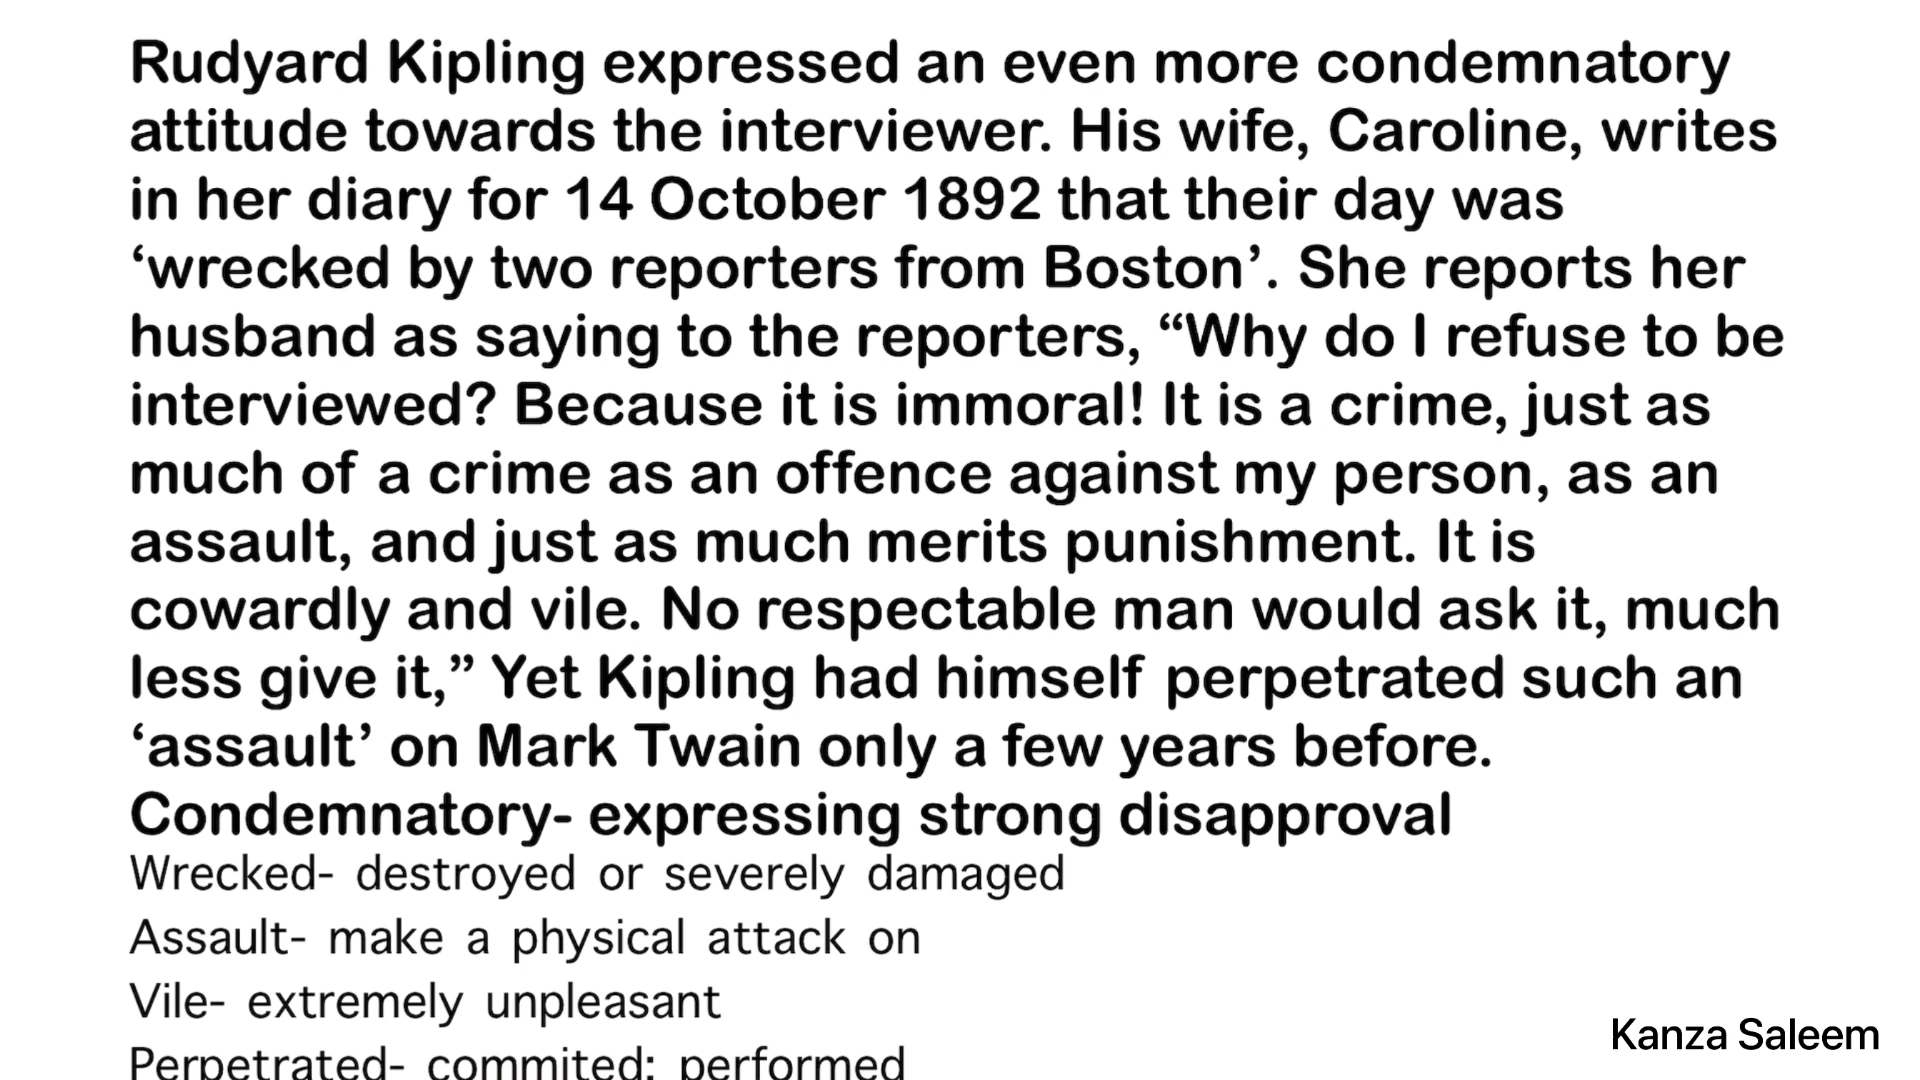 Rudyard Kipling expressed an even more condemnatory
attitude towards the interviewer. His wife, Caroline, writes
in her diary for 14 October 1892 that their day was
‘wrecked by two reporters from Boston’. She reports her
husband as saying to the reporters, “Why do I refuse to be
interviewed? Because it is immoral! It is a crime, just as
much of a crime as an offence against my person, as an
assault, and just as much merits punishment. It is
cowardly and vile. No respectable man would ask it, much
less give it,” Yet Kipling had himself perpetrated such an
‘assault’ on Mark Twain only a few years before.
Condemnatory- expressing strong disapproval
Wrecked- destroyed or severely damaged
Assault- make a physical attack on
Vile- extremely unpleasant
Perpetrated- commited; performed
Kanza Saleem